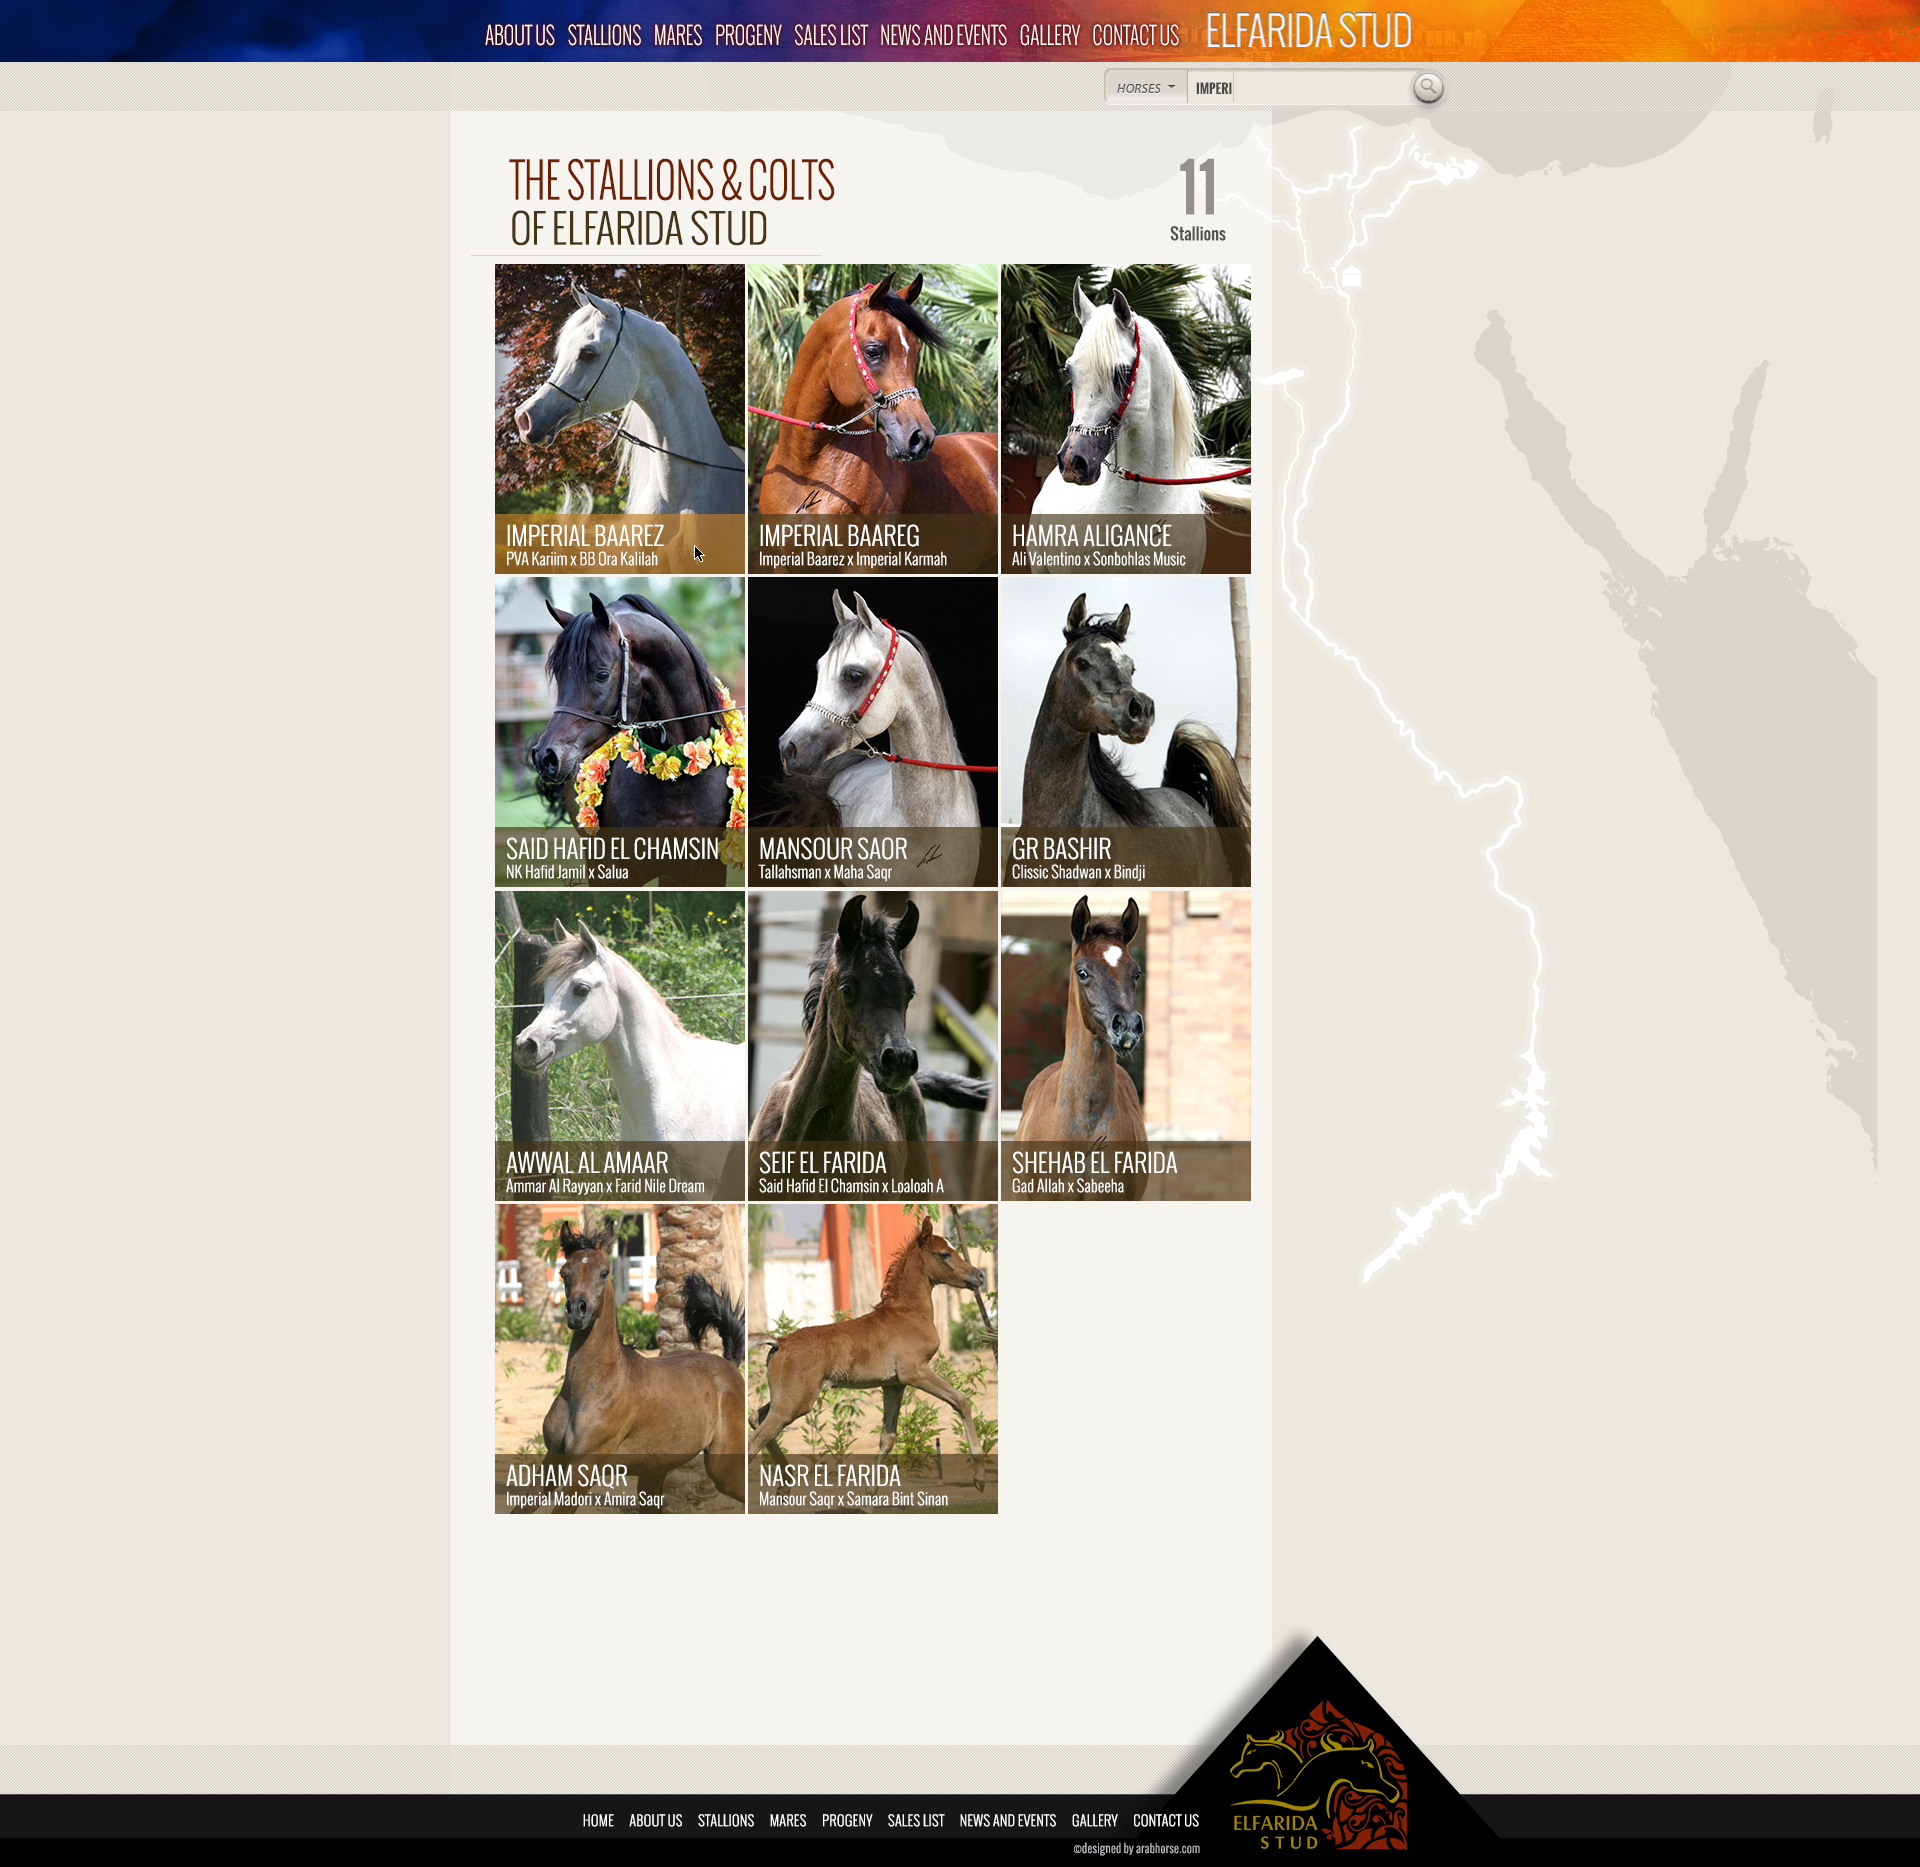 ABOUT US STALLIONS MARES PROGENY SALES LIST NEWS AND EVENTS GALLERY CONTACT US ELFARIDA STUD
HORSES IMPERI
THE STALLIONS & COLTS
OF ELFARIDA STUD
11
Stallions
IMPERIAL BAAREZ
PVA Kariim x BB Ora Kalilah
IMPERIAL BAAREG
Imperial Baarez x Imperial Karmah
HAMRA ALIGANCE
Ali Valentino x Sonbohlas Music
SAID HAFID EL CHAMSIN
NK Hafid Jamil x Salua
MANSOUR SAOR
Tallahsman x Maha Saqr
GR BASHIR
Clissic Shadwan x Bindji
AWWAL AL AMAAR
Ammar Al Rayyan x Farid Nile Dream
SEIF EL FARIDA
Said Hafid El Chamsin x Loaloah A
SHEHAB EL FARIDA
Gad Allah x Sabeeha
ADHAM SAQR
Imperial Madori x Amira Saqr
NASR EL FARIDA
Mansour Saqr x Samara Bint Sinan
HOME ABOUT US STALLIONS MARES PROGENY SALES LIST NEWS AND EVENTS GALLERY CONTACT US
©designed by arabhorse.com
ELFARIDA
STUD